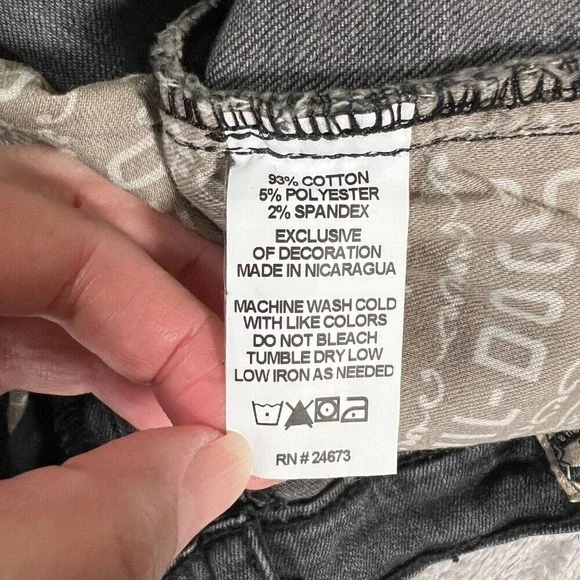 93% COTTON
5% POLYESTER
2% SPANDEX
EXCLUSIVE
OF DECORATION
MADE IN NICARAGUA
MACHINE WASH COLD
WITH LIKE COLORS
DO NOT BLEACH
TUMBLE DRY LOW
LOW IRON AS NEEDED
RN # 24673